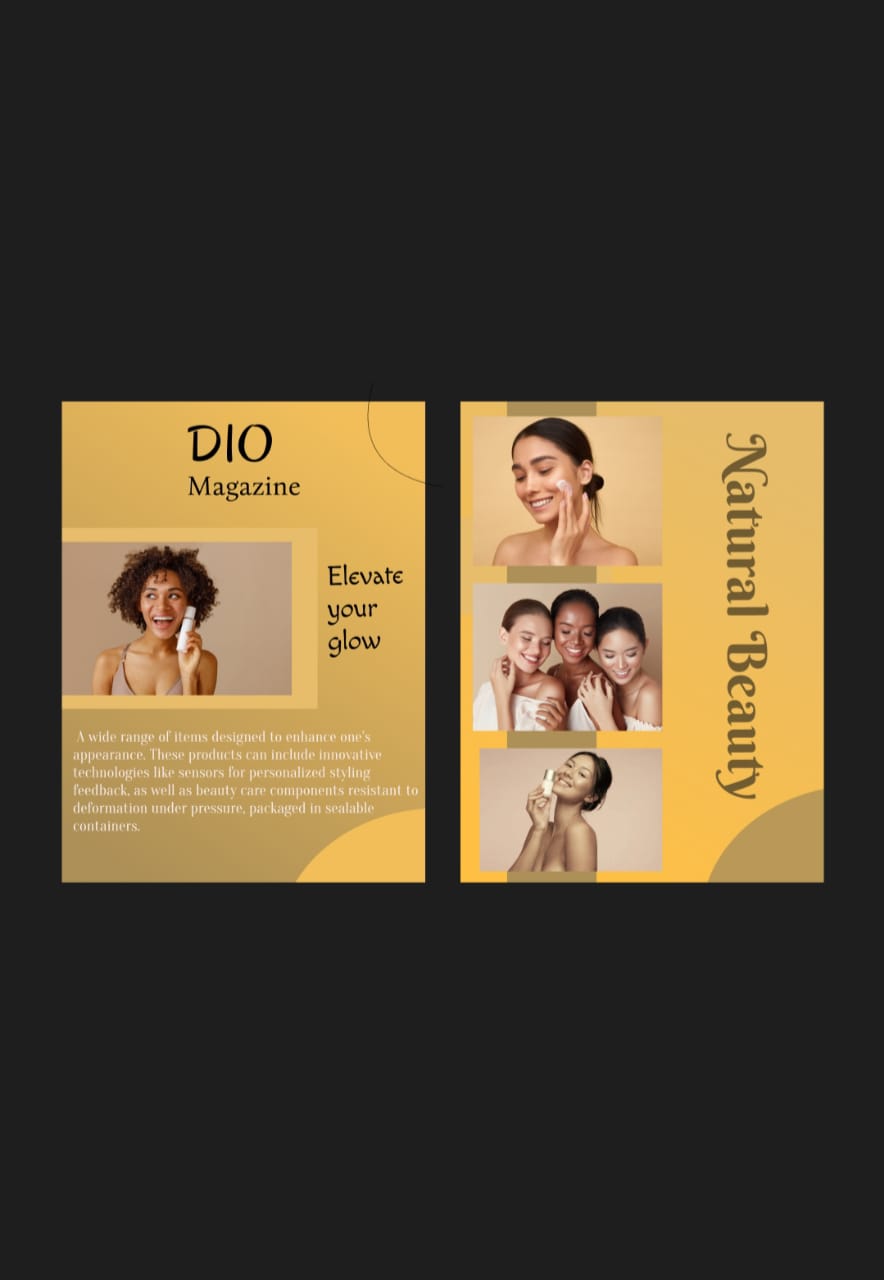 DIO
Magazine
Elevate
your
glow
A wide range of items designed to enhance one's
appearance. These products can include innovative
technologies like sensors for personalized styling
feedback, as well as beauty care components resistant to
deformation under pressure, packaged in sealable
containers.
Natural Beauty